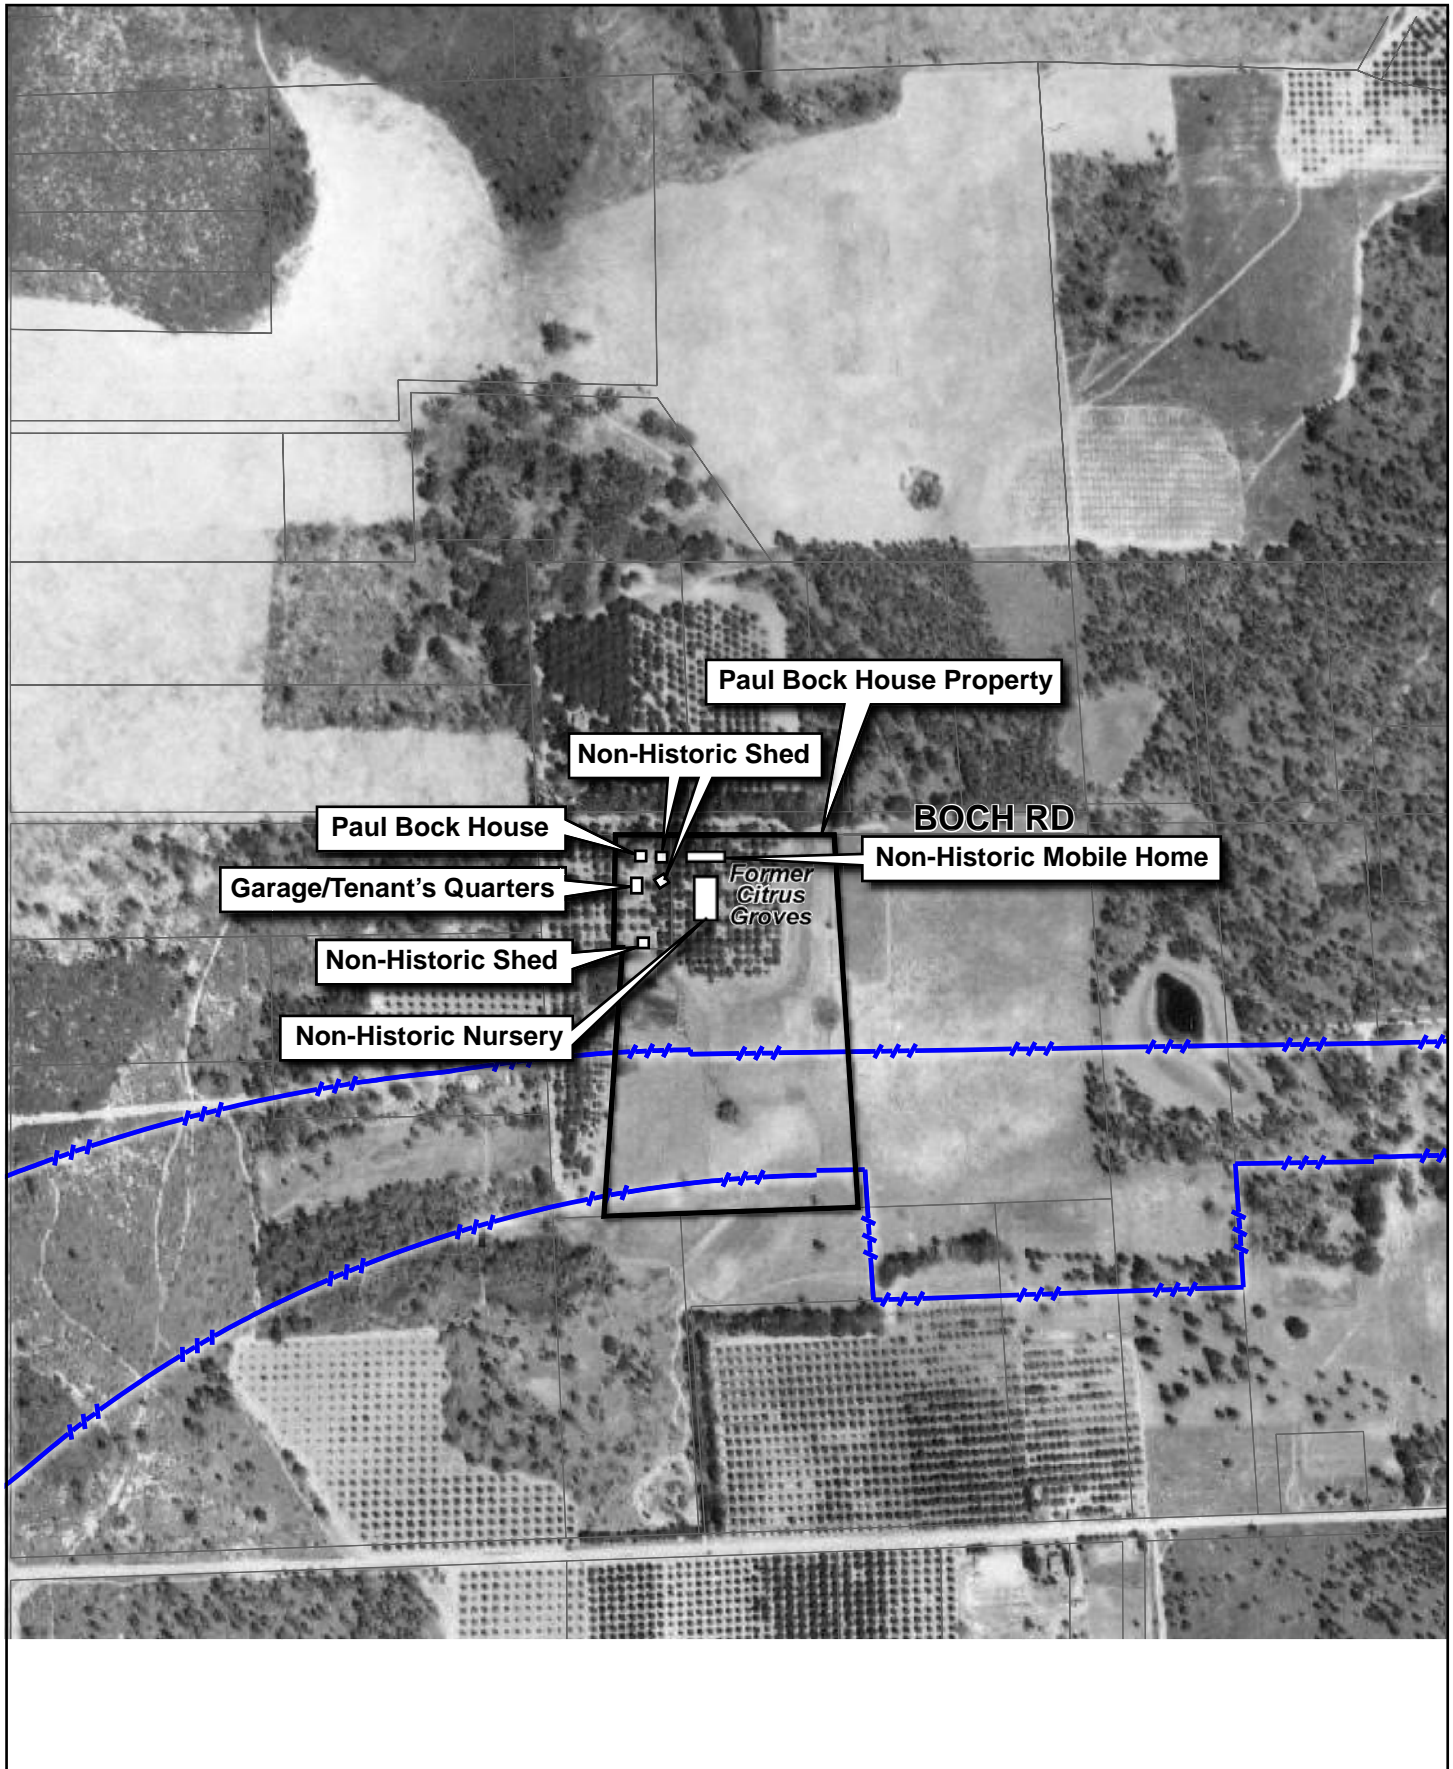 Paul Bock House Property
Non-Historic Shed
BOCH RD
Paul Bock House
Non-Historic Mobile Home
Former
Citrus
Groves
Garage/Tenant's Quarters
Non-Historic Shed
Non-Historic Nursery